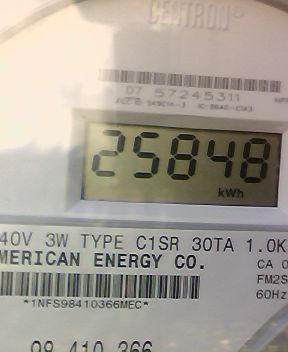 CENTRON®
07 57245311
25848
kWh
40V 3W TYPE C1SR 30TA 1.0K
MERICAN ENERGY CO.
CA 0
FM2S
*1NFS98410366MEC*
60Hz
98 410 366